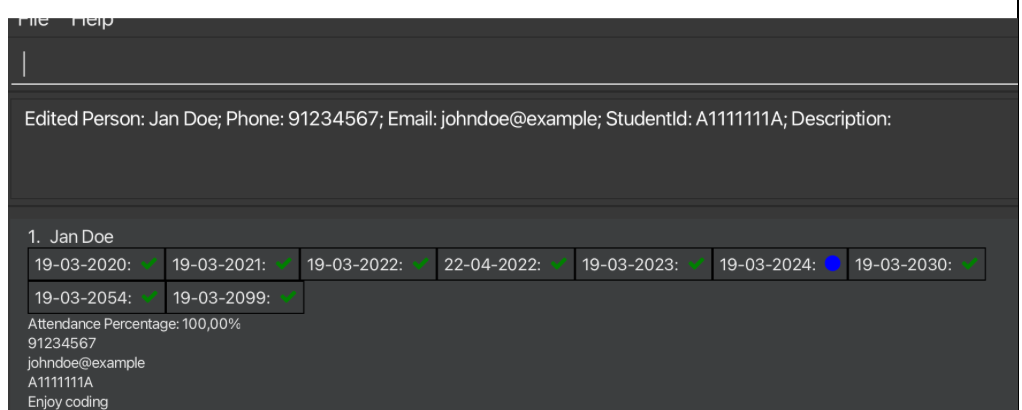 File Help
Edited Person: Jan Doe; Phone: 91234567; Email: johndoe@example; StudentId: A1111111A; Description:
1. Jan Doe
19-03-2020: 19-03-2021: 19-03-2022: 22-04-2022: 19-03-2023: 19-03-2024: 19-03-2030:
19-03-2054: 19-03-2099:
Attendance Percentage: 100,00%
91234567
johndoe@example
A1111111A
Enjoy coding